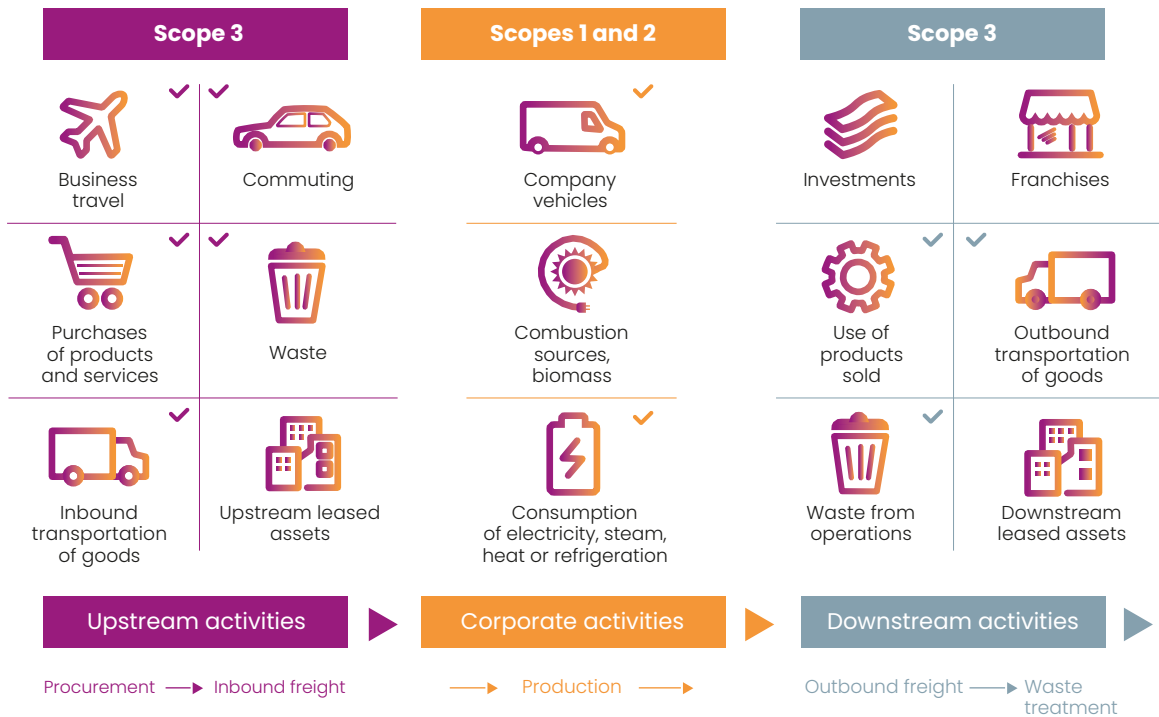 Scope 3
Scopes 1 and 2
Scope 3
Business
travel
Commuting
Company
vehicles
Investments
Franchises
Purchases
of products
and services
Waste
Combustion
sources,
biomass
Use of
products
sold
Outbound
transportation
of goods
Inbound
transportation
of goods
Upstream leased
assets
Consumption
of electricity, steam,
heat or refrigeration
Waste from
operations
Downstream
leased assets
Upstream activities
Corporate activities
Downstream activities
Procurement
Inbound freight
Production
Outbound freight
Waste
treatment